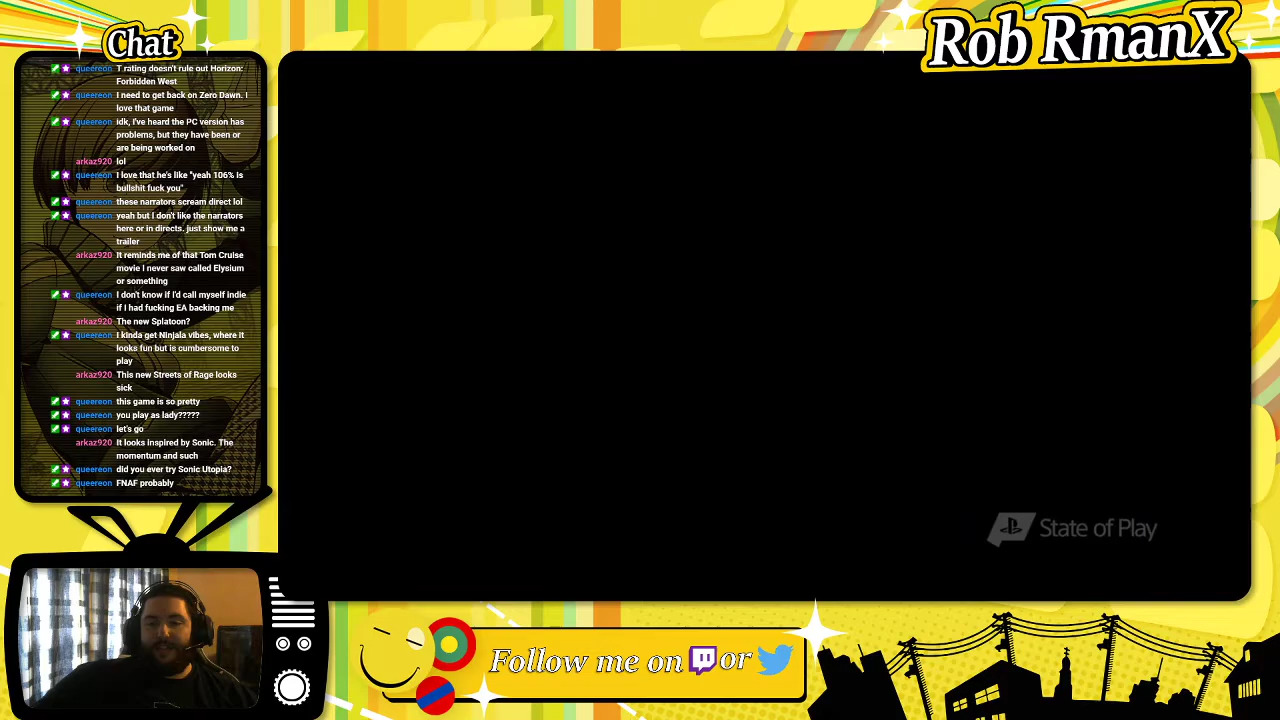 Chat
Rob RmanX
queereon T rating doesn't rule out Horizon:
Forbidden West
queereon I need to get back on Zero Dawn. I
love that game
queereon idk, I've heard the PC version has
problems, but they have been or
are being worked on
arkaz920 lol
queereon I love that he's like "yeah 106% is
bullshit fuck you"
queereon these narrators scream direct lol
queereon yeah but I don't like the narrators
here or in directs. just show me a
trailer
arkaz920 It reminds me of that Tom Cruise
movie I never saw called Elysium
or something
queereon I don't know if I'd call myself indie
if I had fucking EA backing me
arkaz920 The new Splatoon?
queereon I kinda get Ninjala vibes, where it
looks fun but is cumbersome to
play
arkaz920 This new Streets of Rage looks
sick
queereon this game is so pretty
queereon you play as lady?????
queereon let's go
arkaz920 It looks inspired by Sonic. The
momentum and such
queereon did you ever try Sonic Utopia?
queereon FNAF probably
State of Play
Follow me on or